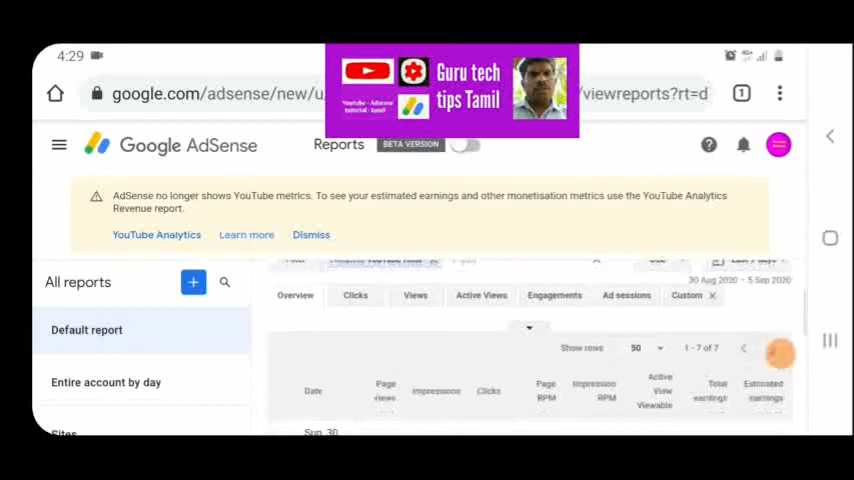 4:29
google.com/adsense/new/u/
/viewreports?rt=d
1
Guru tech
tips Tamil
Youtube - Adsense
tutorial - tamil
Google AdSense
Reports
BETA VERSION
AdSense no longer shows YouTube metrics. To see your estimated earnings and other monetisation metrics use the YouTube Analytics
Revenue report.
YouTube Analytics Learn more Dismiss
All reports
30 Aug 2020 – 5 Sep 2020
Overview Clicks Views Active Views Engagements Ad sessions Custom
Default report
Show rows 50 1 - 7 of 7
Entire account by day
Date
Page
views
Impressions
Clicks
Page
RPM
Impression
RPM
Active
View
Viewable
Total
earnings
Estimated
earnings
Sites
Sun, 30